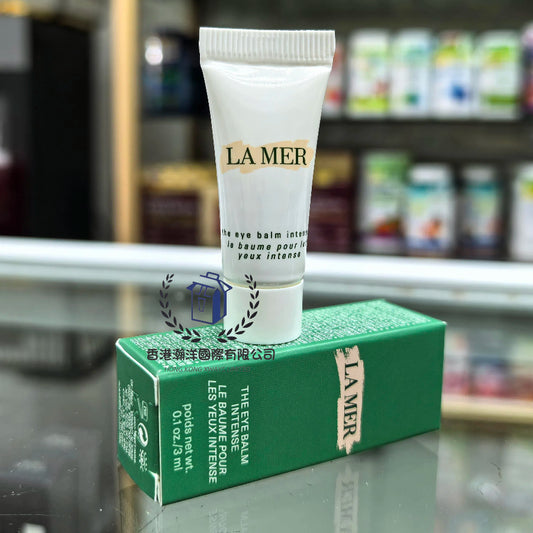 LA MER
the eye balm intense
la baume pour les
yeux intense
香港瀚洋國際有限公司
LA MER
THE EYE BALM
INTENSE
LE BAUME POUR
LES YEUX INTENSE
poids net wt.
0.1 oz./3 ml